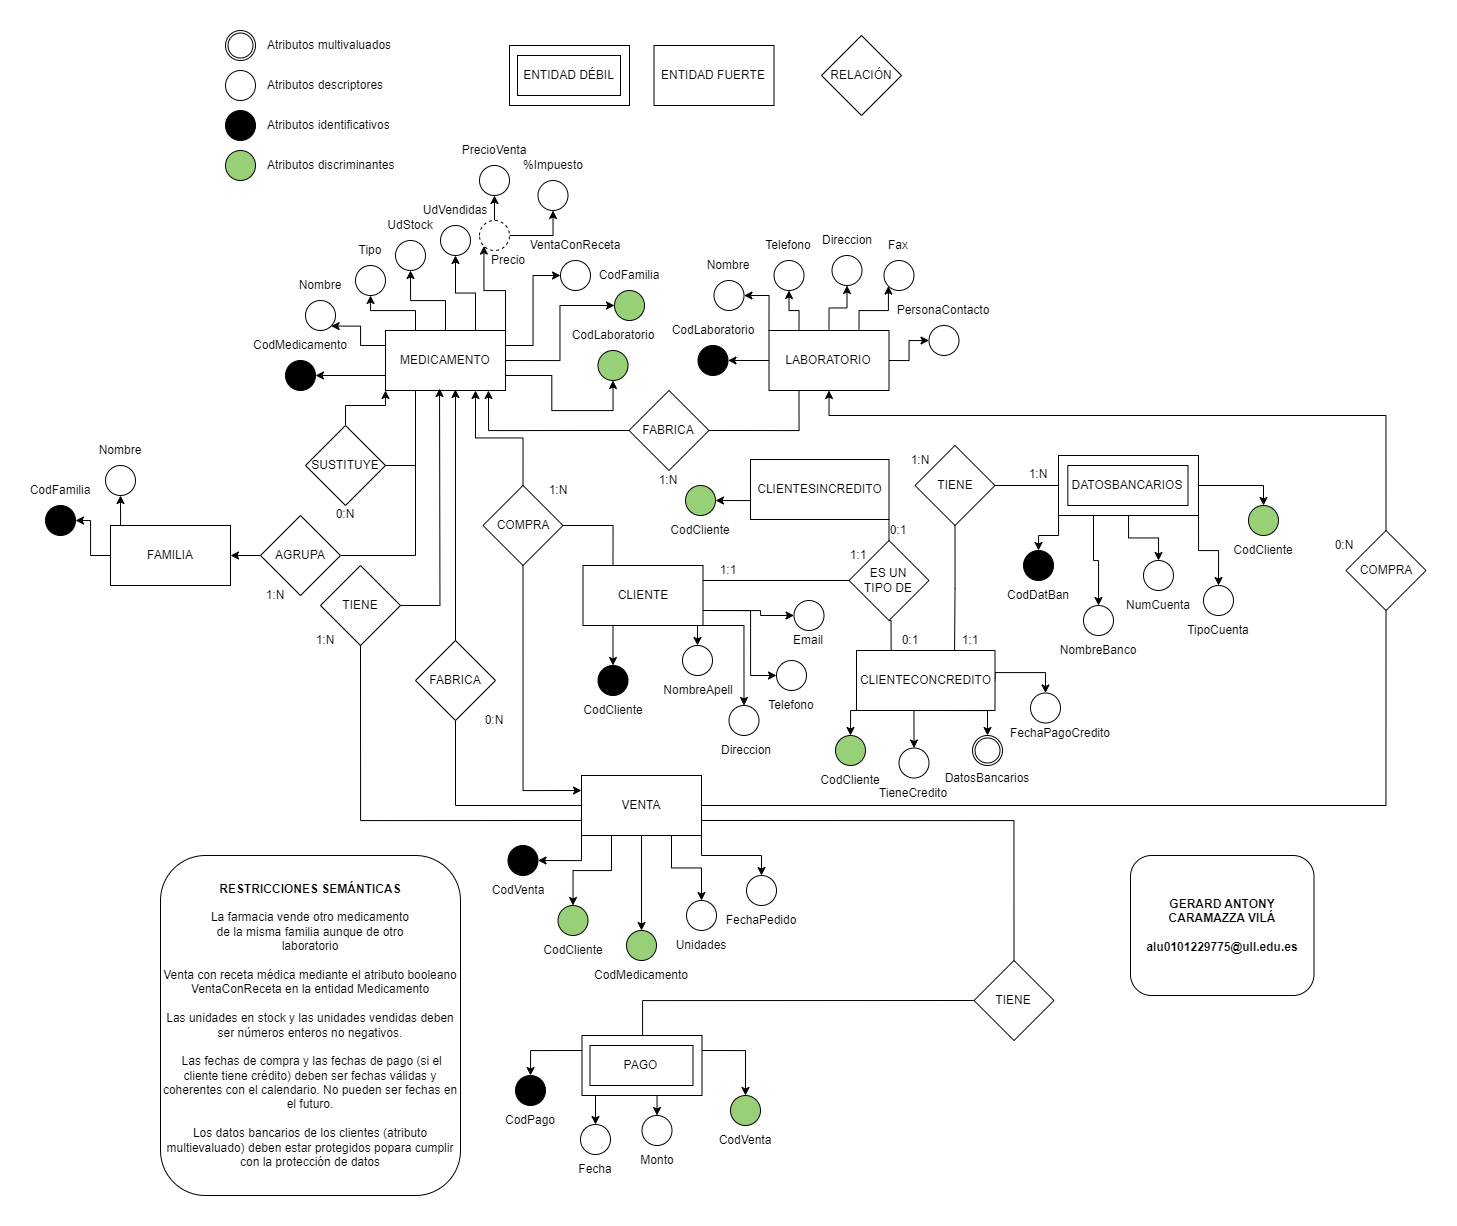 Atributos multivaluados
Atributos descriptores
Atributos identificativos
Atributos discriminantes
ENTIDAD DÉBIL
ENTIDAD FUERTE
RELACIÓN
PrecioVenta
%Impuesto
UdVendidas
UdStock
Tipo
Nombre
CodMedicamento
Precio
VentaConReceta
CodFamilia
CodLaboratorio
MEDICAMENTO
Telefono
Direccion
Fax
Nombre
PersonaContacto
CodLaboratorio
LABORATORIO
FABRICA
1:N
SUSTITUYE
0:N
Nombre
CodFamilia
FAMILIA
AGRUPA
1:N
TIENE
1:N
COMPRA
1:N
FABRICA
0:N
CLIENTESINCREDITO
CodCliente
0:1
1:1
ES UN
TIPO DE
1:1
0:1
1:1
CLIENTE
Email
NombreApell
Telefono
CodCliente
Direccion
1:N
TIENE
1:N
DATOSBANCARIOS
CodCliente
CodDatBan
NumCuenta
TipoCuenta
NombreBanco
0:N
COMPRA
CLIENTECONCREDITO
FechaPagoCredito
CodCliente
DatosBancarios
TieneCredito
VENTA
CodVenta
CodCliente
CodMedicamento
Unidades
FechaPedido
TIENE
PAGO
CodPago
Fecha
Monto
CodVenta
RESTRICCIONES SEMÁNTICAS
La farmacia vende otro medicamento
de la misma familia aunque de otro
laboratorio
Venta con receta médica mediante el atributo booleano
VentaConReceta en la entidad Medicamento
Las unidades en stock y las unidades vendidas deben
ser números enteros no negativos.
Las fechas de compra y las fechas de pago (si el
cliente tiene crédito) deben ser fechas válidas y
coherentes con el calendario. No pueden ser fechas en
el futuro.
Los datos bancarios de los clientes (atributo
multievaluado) deben estar protegidos popara cumplir
con la protección de datos
GERARD ANTONY
CARAMAZZA VILÁ
alu0101229775@ull.edu.es